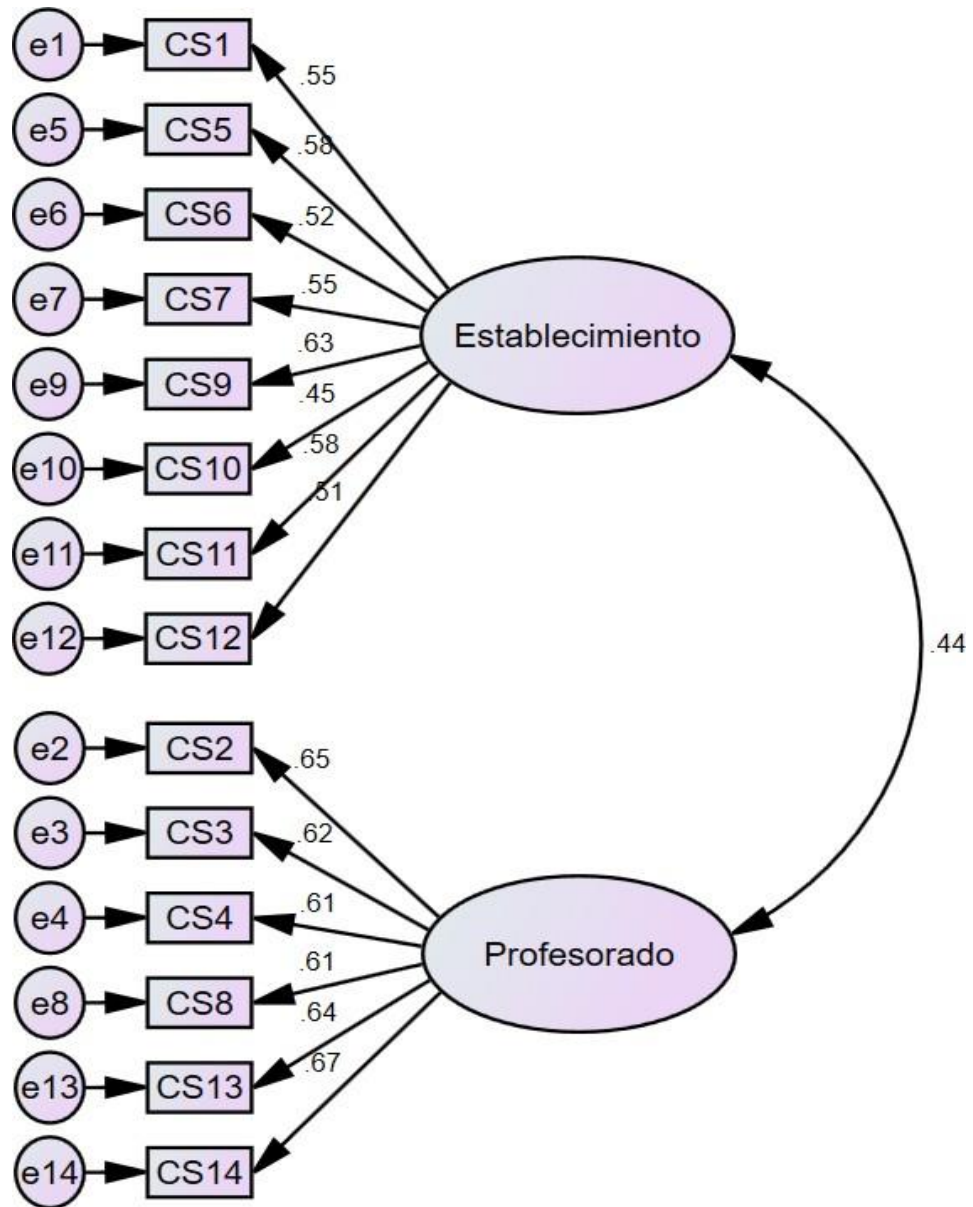 e1 CS1
.55
e5 CS5
.58
e6 CS6
.52
e7 CS7
.55
Establecimiento
e9 CS9
.63
.45
e10 CS10
.58
.51
e11 CS11
e12 CS12
.44
e2 CS2
.65
e3 CS3
.62
e4 CS4
.61
Profesorado
e8 CS8
.61
.64
e13 CS13
.67
e14 CS14